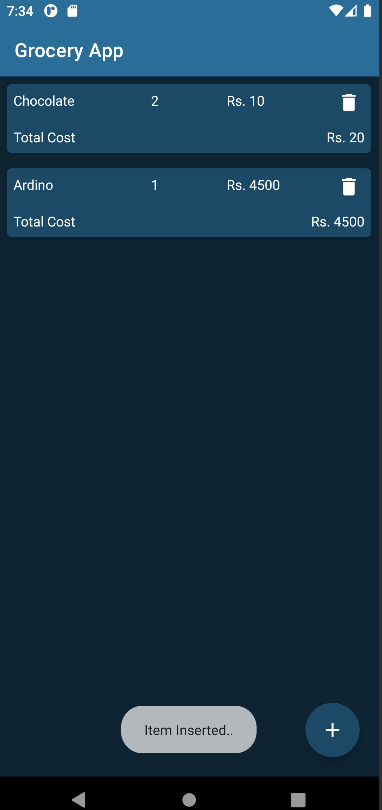 7:34
Grocery App
Chocolate 2 Rs. 10
Total Cost Rs. 20
Ardino 1 Rs. 4500
Total Cost Rs. 4500
Item Inserted..
+